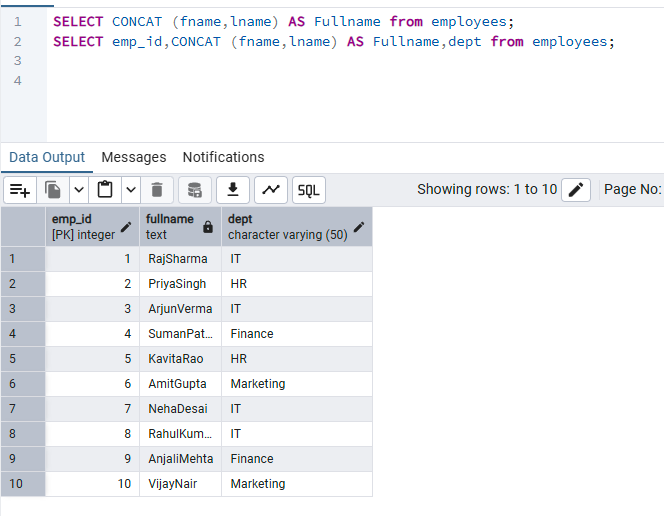 1 SELECT CONCAT (fname,lname) AS Fullname from employees;
2 SELECT emp_id,CONCAT (fname,lname) AS Fullname,dept from employees;
3
4
Data Output Messages Notifications
SQL Showing rows: 1 to 10 Page No:
emp_id fullname dept
[PK] integer text character varying (50)
1 1 RajSharma IT
2 2 PriyaSingh HR
3 3 ArjunVerma IT
4 4 SumanPat... Finance
5 5 KavitaRao HR
6 6 AmitGupta Marketing
7 7 NehaDesai IT
8 8 RahulKum... IT
9 9 AnjaliMehta Finance
10 10 VijayNair Marketing